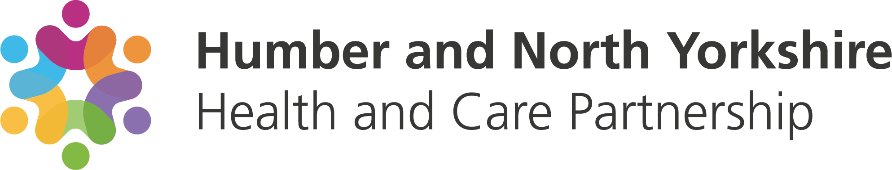 Humber and North Yorkshire
Health and Care Partnership